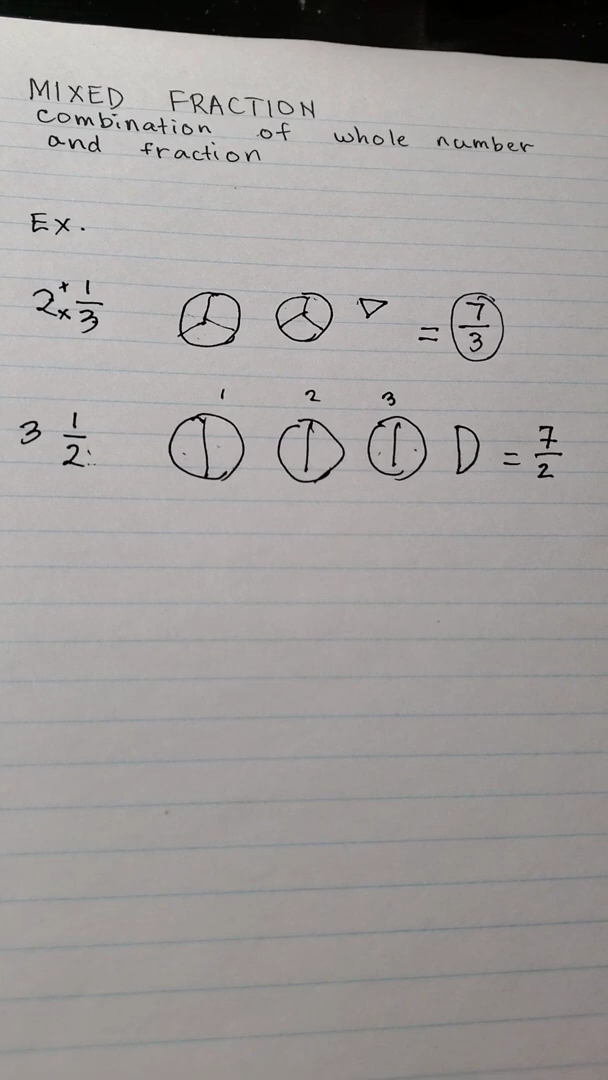 MIXED FRACTION
combination of whole number
and fraction
Ex.
2 + x 1/3 = 7/3
1 2 3
3 1/2 = 7/2